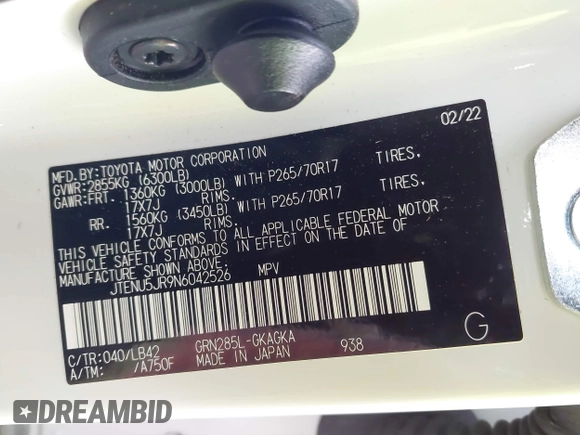 02/22
MFD. BY: TOYOTA MOTOR CORPORATION
GVWR: 2855KG (6300LB)
GAWR: FRT. 1360KG (3000LB) WITH P265/70R17 TIRES,
17X7J RIMS.
RR. 1560KG (3450LB) WITH P265/70R17 TIRES,
17X7J RIMS.
THIS VEHICLE CONFORMS TO ALL APPLICABLE FEDERAL MOTOR
VEHICLE SAFETY STANDARDS IN EFFECT ON THE DATE OF
MANUFACTURE SHOWN ABOVE.
JTENU5JR9N6042526 MPV
C/TR: 040/LB42 GRN285L-GKAGKA
A/TM: /A750F MADE IN JAPAN 938
G
DREAMBID